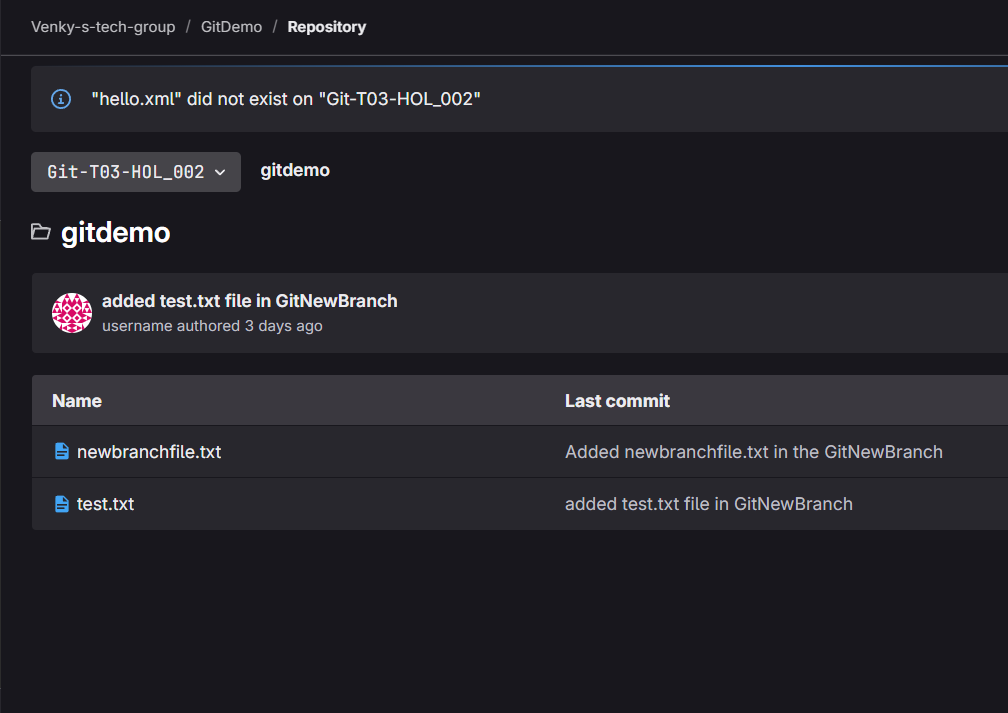 Venky-s-tech-group / GitDemo / Repository
"hello.xml" did not exist on "Git-T03-HOL_002"
Git-T03-HOL_002 gitdemo
gitdemo
added test.txt file in GitNewBranch
username authored 3 days ago
Name Last commit
newbranchfile.txt Added newbranchfile.txt in the GitNewBranch
test.txt added test.txt file in GitNewBranch